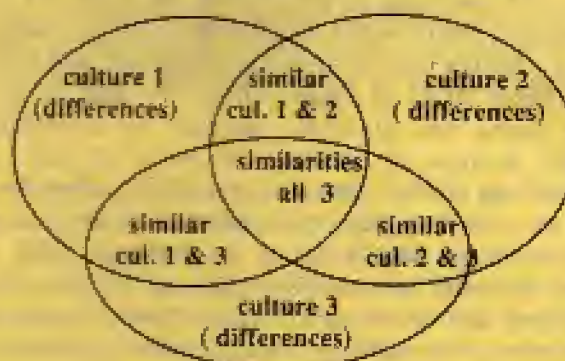 culture 1
(differences)
similar
cul. 1 & 2
culture 2
( differences)
similarities
all 3
similar
cul. 1 & 3
similar
cul. 2 & 3
culture 3
( differences)